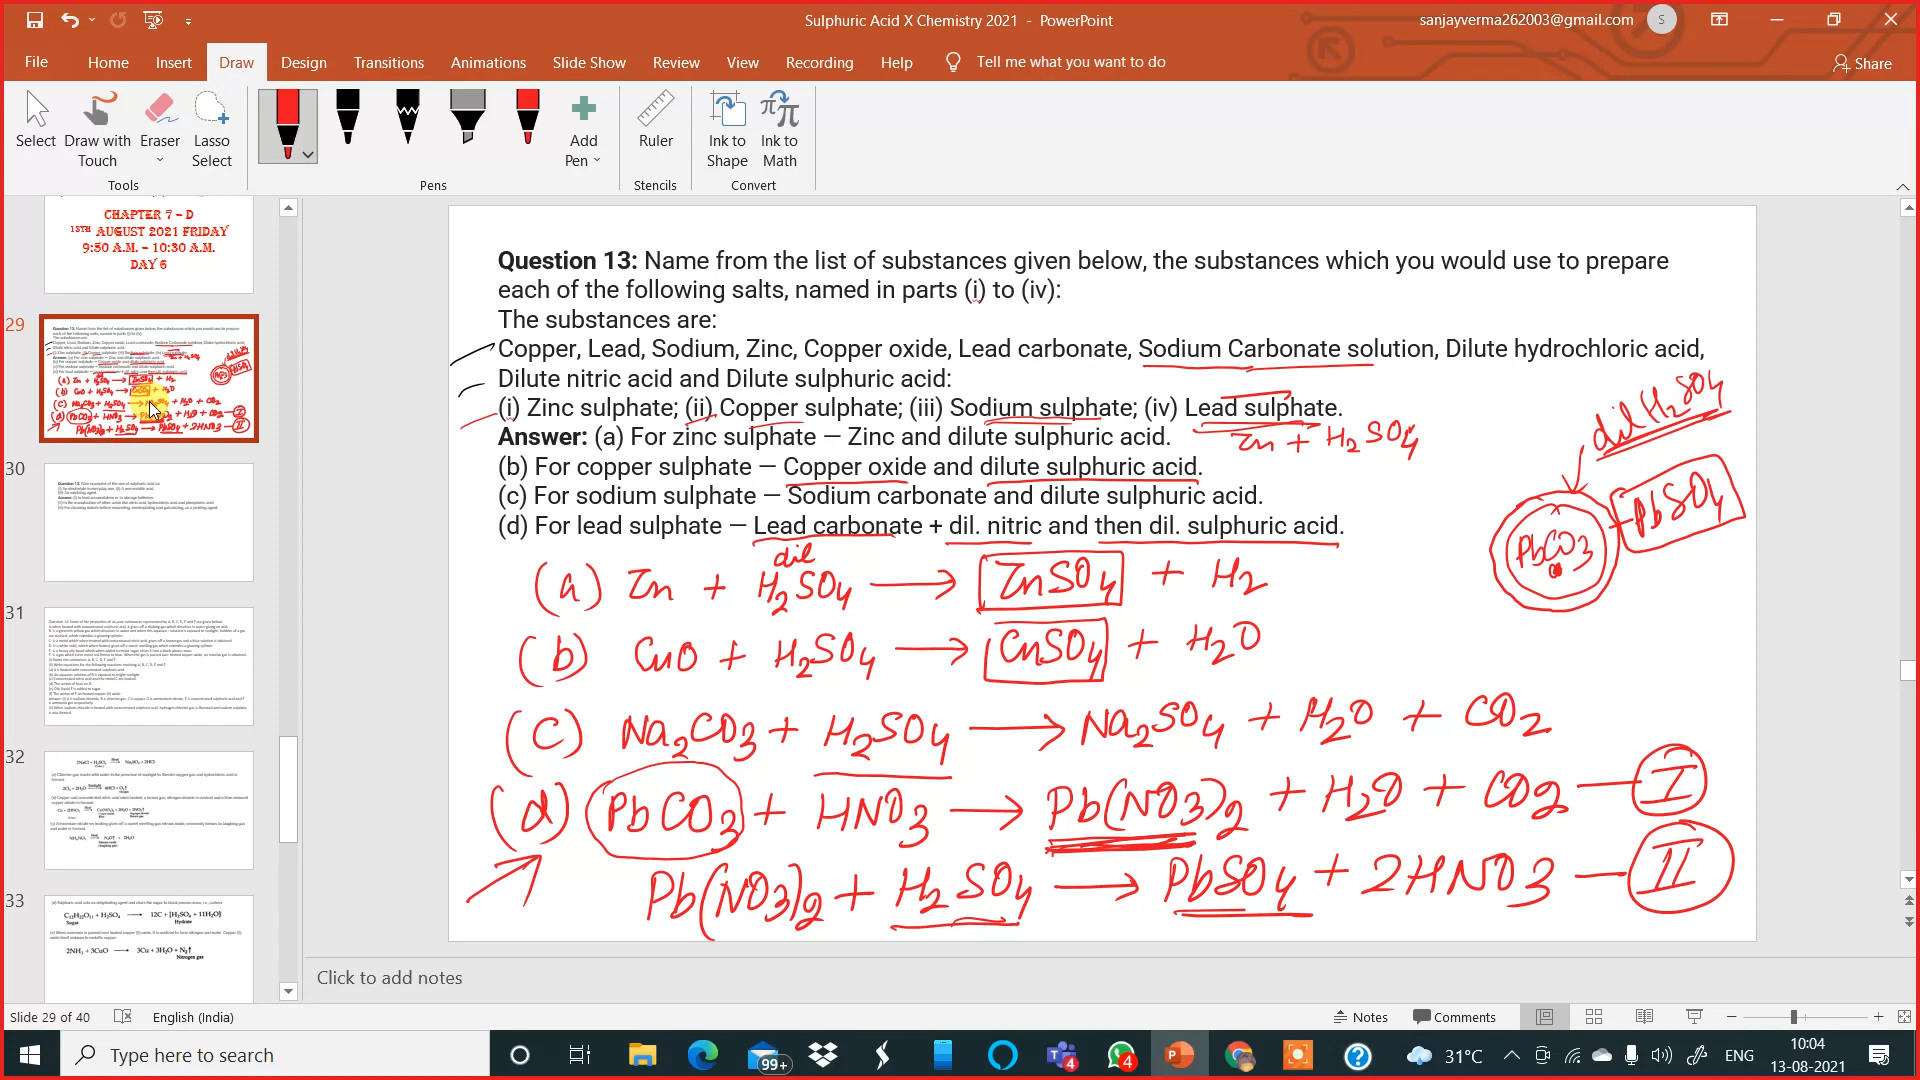 Sulphuric Acid X Chemistry 2021 - PowerPoint
sanjayverma262003@gmail.com
S
File Home Insert Draw Design Transitions Animations Slide Show Review View Recording Help Tell me what you want to do
Share
Select
Draw with Touch
Eraser
Lasso Select
Add Pen
Ruler
Ink to Shape
Ink to Math
Tools
Pens
Stencils
Convert
CHAPTER 7 – D
13TH AUGUST 2021 FRIDAY
9:50 A.M. – 10:30 A.M.
DAY 6
29
30
31
32
33
Question 13: Name from the list of substances given below, the substances which you would use to prepare
each of the following salts, named in parts (i) to (iv):
The substances are:
Copper, Lead, Sodium, Zinc, Copper oxide, Lead carbonate, Sodium Carbonate solution, Dilute hydrochloric acid,
Dilute nitric acid and Dilute sulphuric acid:
(i) Zinc sulphate; (ii) Copper sulphate; (iii) Sodium sulphate; (iv) Lead sulphate.
Answer: (a) For zinc sulphate — Zinc and dilute sulphuric acid.
Zn + H2SO4
(b) For copper sulphate — Copper oxide and dilute sulphuric acid.
(c) For sodium sulphate — Sodium carbonate and dilute sulphuric acid.
(d) For lead sulphate — Lead carbonate + dil. nitric and then dil. sulphuric acid.
dil H2SO4
PbSO4
PbCO3
dil
(a) Zn + H2SO4 → ZnSO4 + H2
(b) CuO + H2SO4 → CuSO4 + H2O
(C) Na2CO3 + H2SO4 → Na2SO4 + H2O + CO2
(d) PbCO3 + HNO3 → Pb(NO3)2 + H2O + CO2 — I
Pb(NO3)2 + H2SO4 → PbSO4 + 2HNO3 — II
Click to add notes
Slide 29 of 40
English (India)
Notes
Comments
Type here to search
99+
4
4
31°C
ENG
10:04
13-08-2021